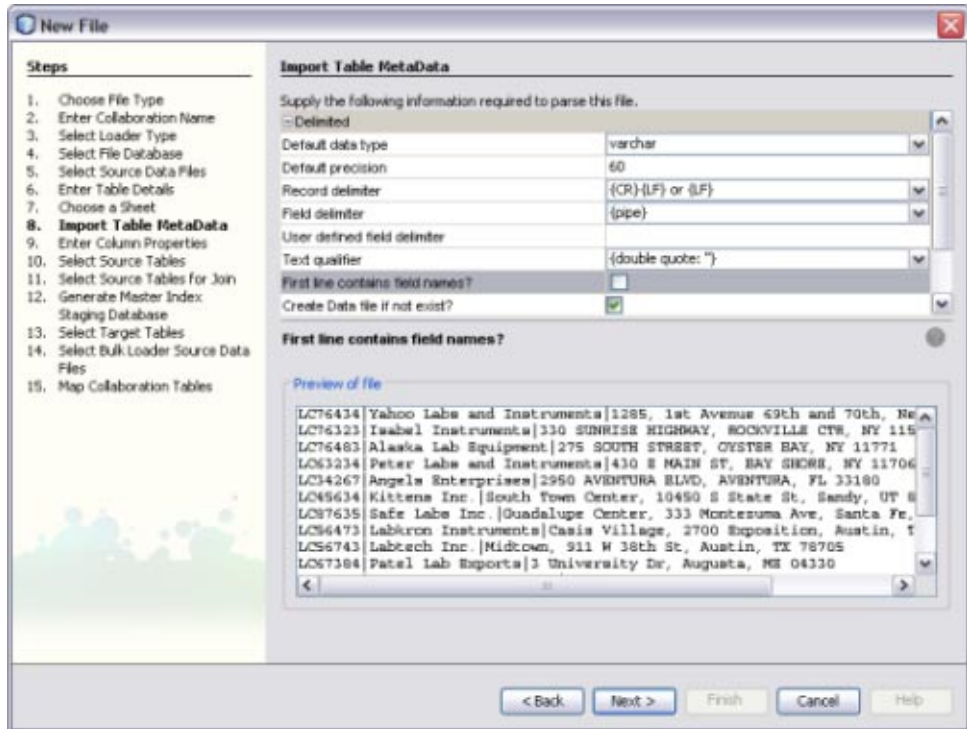 New File
Steps
1. Choose File Type
2. Enter Collaboration Name
3. Select Loader Type
4. Select File Database
5. Select Source Data Files
6. Enter Table Details
7. Choose a Sheet
8. Import Table MetaData
9. Enter Column Properties
10. Select Source Tables
11. Select Source Tables for Join
12. Generate Master Index
Staging Database
13. Select Target Tables
14. Select Bulk Loader Source Data
Files
15. Map Collaboration Tables
Import Table MetaData
Supply the following information required to parse this file.
Delimited
Default data type varchar
Default precision 60
Record delimiter {CR}{LF} or {LF}
Field delimiter {pipe}
User defined field delimiter
Text qualifier {double quote: "}
First line contains field names?
Create Data file if not exist?
First line contains field names?
Preview of file
LC76434|Yahoo Labs and Instruments|1285, 1st Avenue 69th and 70th, Ne
LC76323|Isabel Instruments|330 SUNRISE HIGHWAY, ROCKVILLE CTR, NY 115
LC76483|Alaska Lab Equipment|275 SOUTH STREET, OYSTER BAY, NY 11771
LC63234|Peter Labs and Instruments|430 E MAIN ST, BAY SHORE, NY 11706
LC34267|Angels Enterprises|2950 AVENTURA BLVD, AVENTURA, FL 33180
LC45634|Kittens Inc.|South Town Center, 10450 S State St, Sandy, UT 8
LC87635|Safe Labs Inc.|Guadalupe Center, 333 Montezuma Ave, Santa Fe,
LC56473|Labkron Instruments|Casis Village, 2700 Exposition, Austin, T
LC56743|Labtech Inc.|Midtown, 911 W 38th St, Austin, TX 78705
LC67384|Patel Lab Exports|3 University Dr, Augusta, ME 04330
< Back Next > Finish Cancel Help